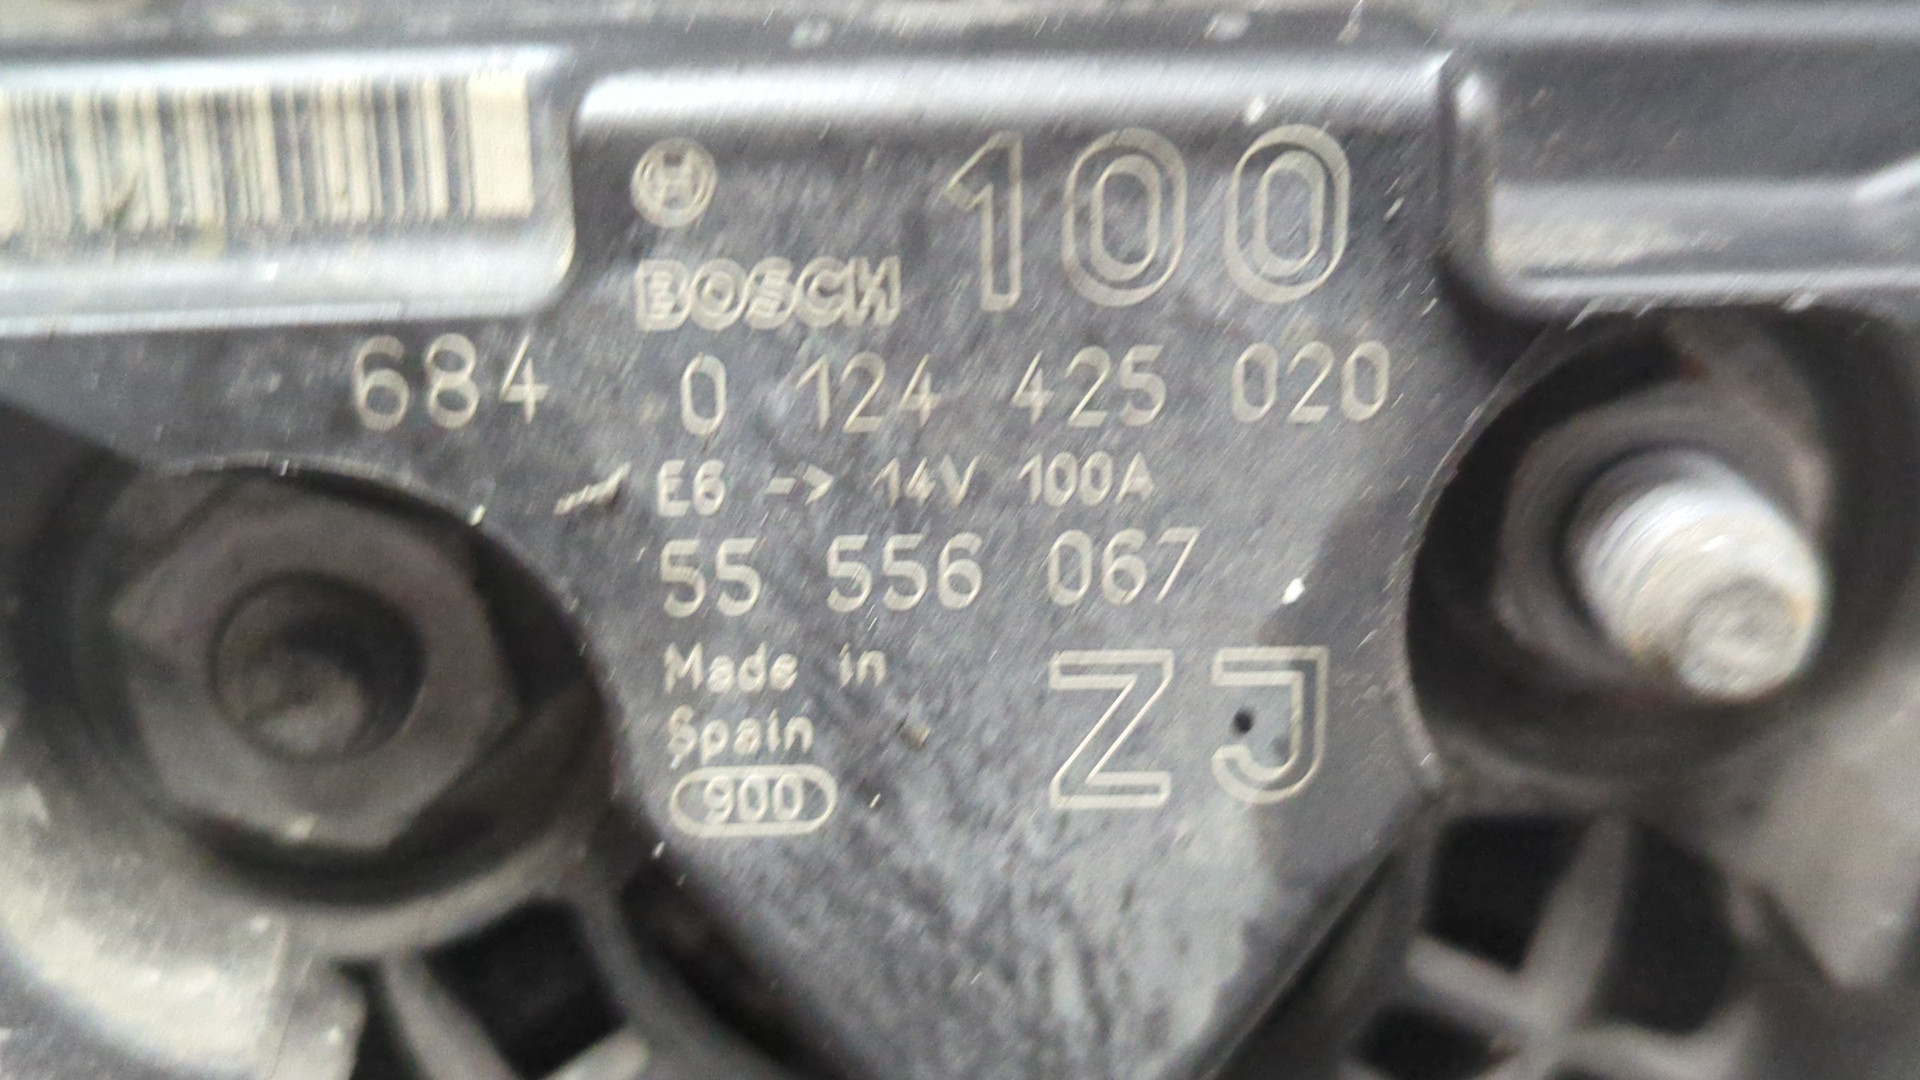 100
BOSCH
684 0 124 425 020
E6 -> 14V 100A
55 556 067
Made in
Spain
900
ZJ